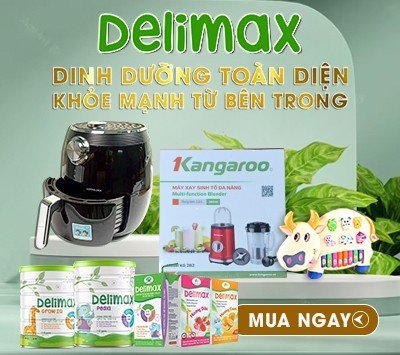 Delimax
DINH DƯỠNG TOÀN DIỆN
KHỎE MẠNH TỪ BÊN TRONG
Kangaroo
MÁY XAY SINH TỐ ĐA NĂNG
Multi-function Blender
Kangaroo
DELIMAX
GROW IQ
DELIMAX
PEDIA
DELIMAX
DELIMAX
DELIMAX
MUA NGAY